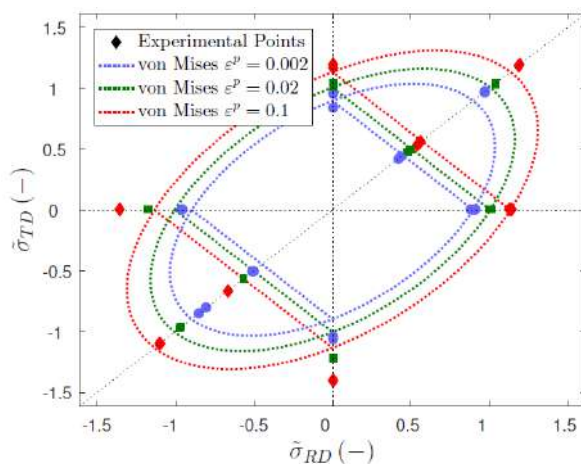 1.5
1
0.5
0
-0.5
-1
-1.5
σ̃_TD (−)
Experimental Points
von Mises ε^p = 0.002
von Mises ε^p = 0.02
von Mises ε^p = 0.1
-1.5 -1 -0.5 0 0.5 1 1.5
σ̃_RD (−)